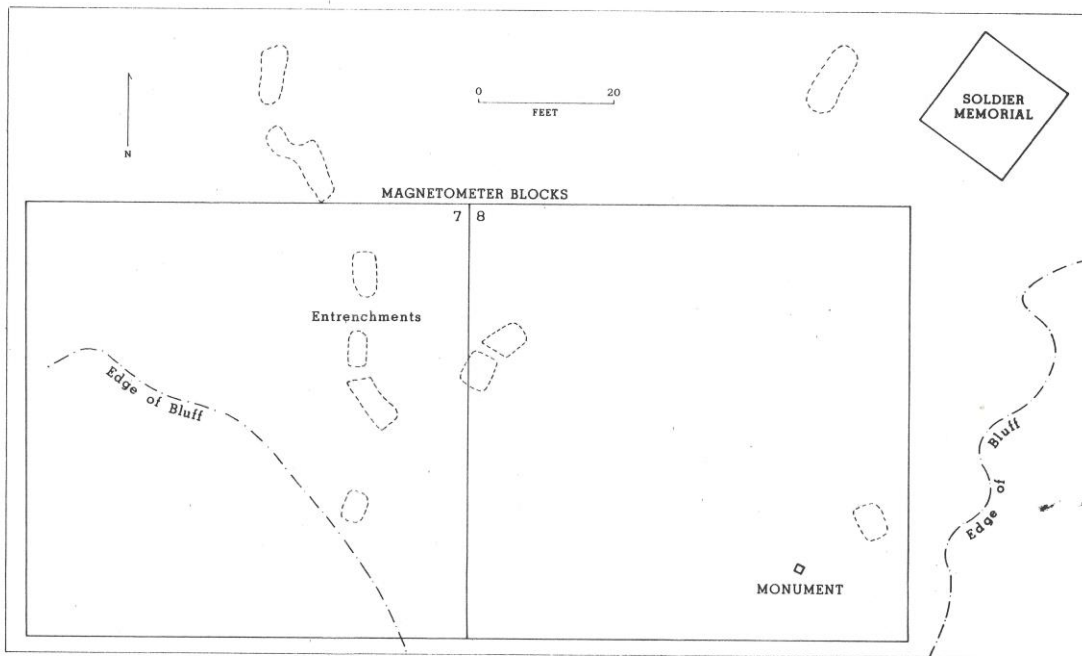 0 20
FEET
N
SOLDIER
MEMORIAL
MAGNETOMETER BLOCKS
7 8
Entrenchments
Edge of Bluff
Edge of Bluff
MONUMENT